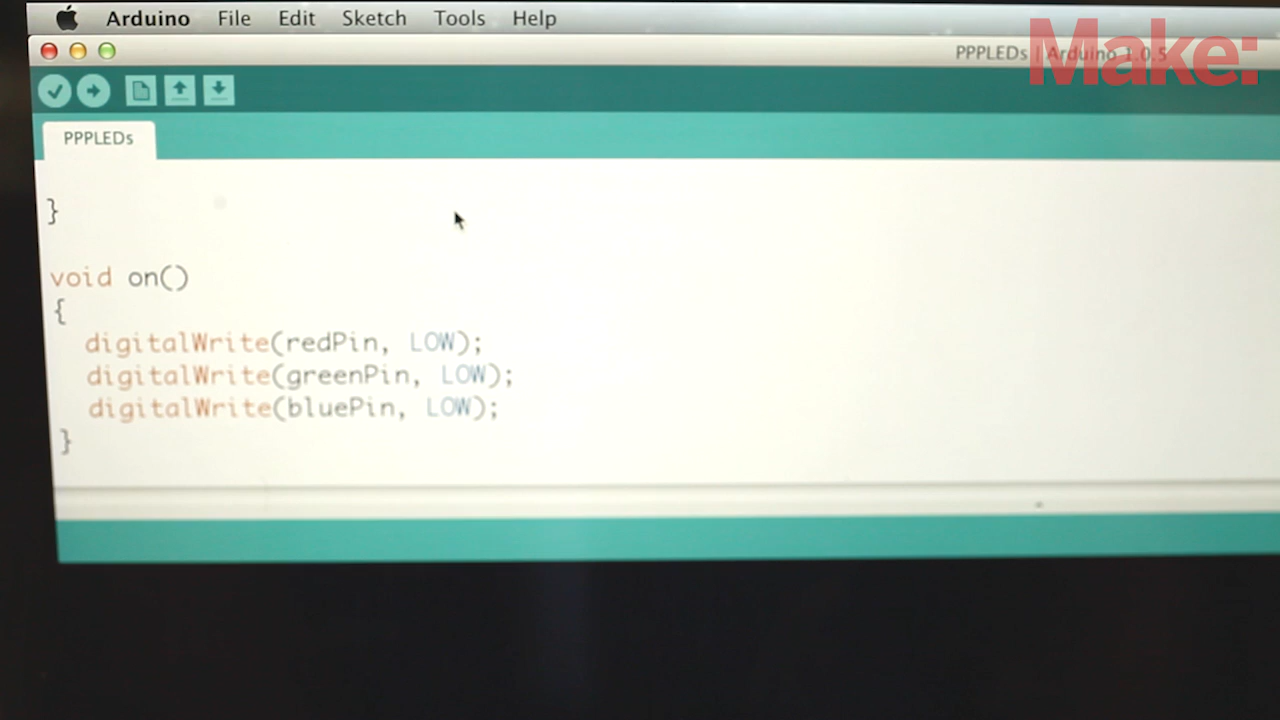 Arduino File Edit Sketch Tools Help
PPPLEDs | Arduino 1.0.5
Make:
PPPLEDs
}
void on()
{
digitalWrite(redPin, LOW);
digitalWrite(greenPin, LOW);
digitalWrite(bluePin, LOW);
}